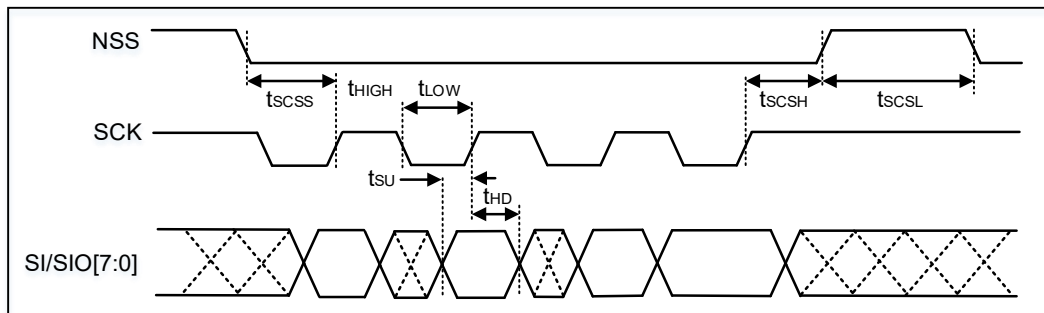 NSS
tSCSS
tHIGH
tLOW
tSCSH
tSCSL
SCK
tSU
tHD
SI/SIO[7:0]